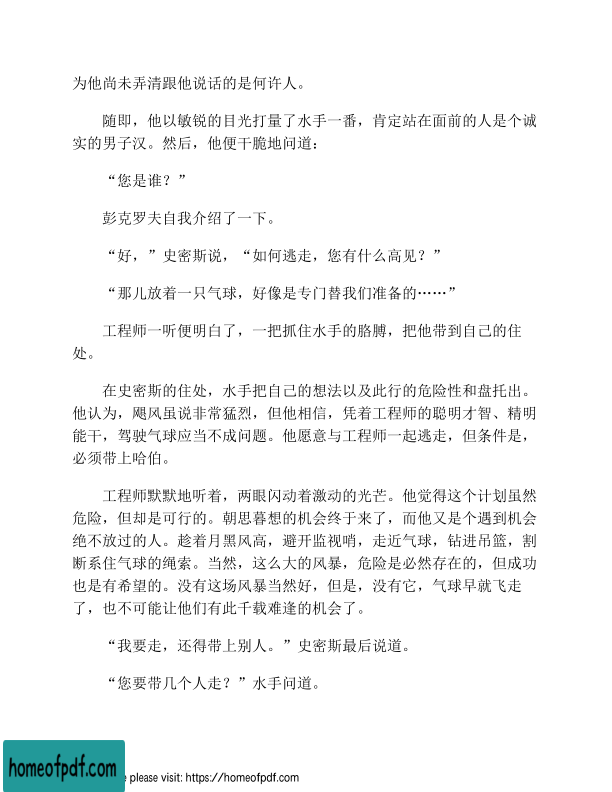 为他尚未弄清跟他说话的是何许人。
随即，他以敏锐的目光打量了水手一番，肯定站在面前的人是个诚
实的男子汉。然后，他便干脆地问道：
“您是谁？”
彭克罗夫自我介绍了一下。
“好，”史密斯说，“如何逃走，您有什么高见？”
“那儿放着一只气球，好像是专门替我们准备的……”
工程师一听便明白了，一把抓住水手的胳膊，把他带到自己的住
处。
在史密斯的住处，水手把自己的想法以及此行的危险性和盘托出。
他认为，飓风虽说非常猛烈，但他相信，凭着工程师的聪明才智、精明
能干，驾驶气球应当不成问题。他愿意与工程师一起逃走，但条件是，
必须带上哈伯。
工程师默默地听着，两眼闪动着激动的光芒。他觉得这个计划虽然
危险，但却是可行的。朝思暮想的机会终于来了，而他又是个遇到机会
绝不放过的人。趁着月黑风高，避开监视哨，走近气球，钻进吊篮，割
断系住气球的绳索。当然，这么大的风暴，危险是必然存在的，但成功
也是有希望的。没有这场风暴当然好，但是，没有它，气球早就飞走
了，也不可能让他们有此千载难逢的机会了。
“我要走，还得带上别人。”史密斯最后说道。
“您要带几个人走？”水手问道。
homeofpdf.com
e please visit: https://homeofpdf.com